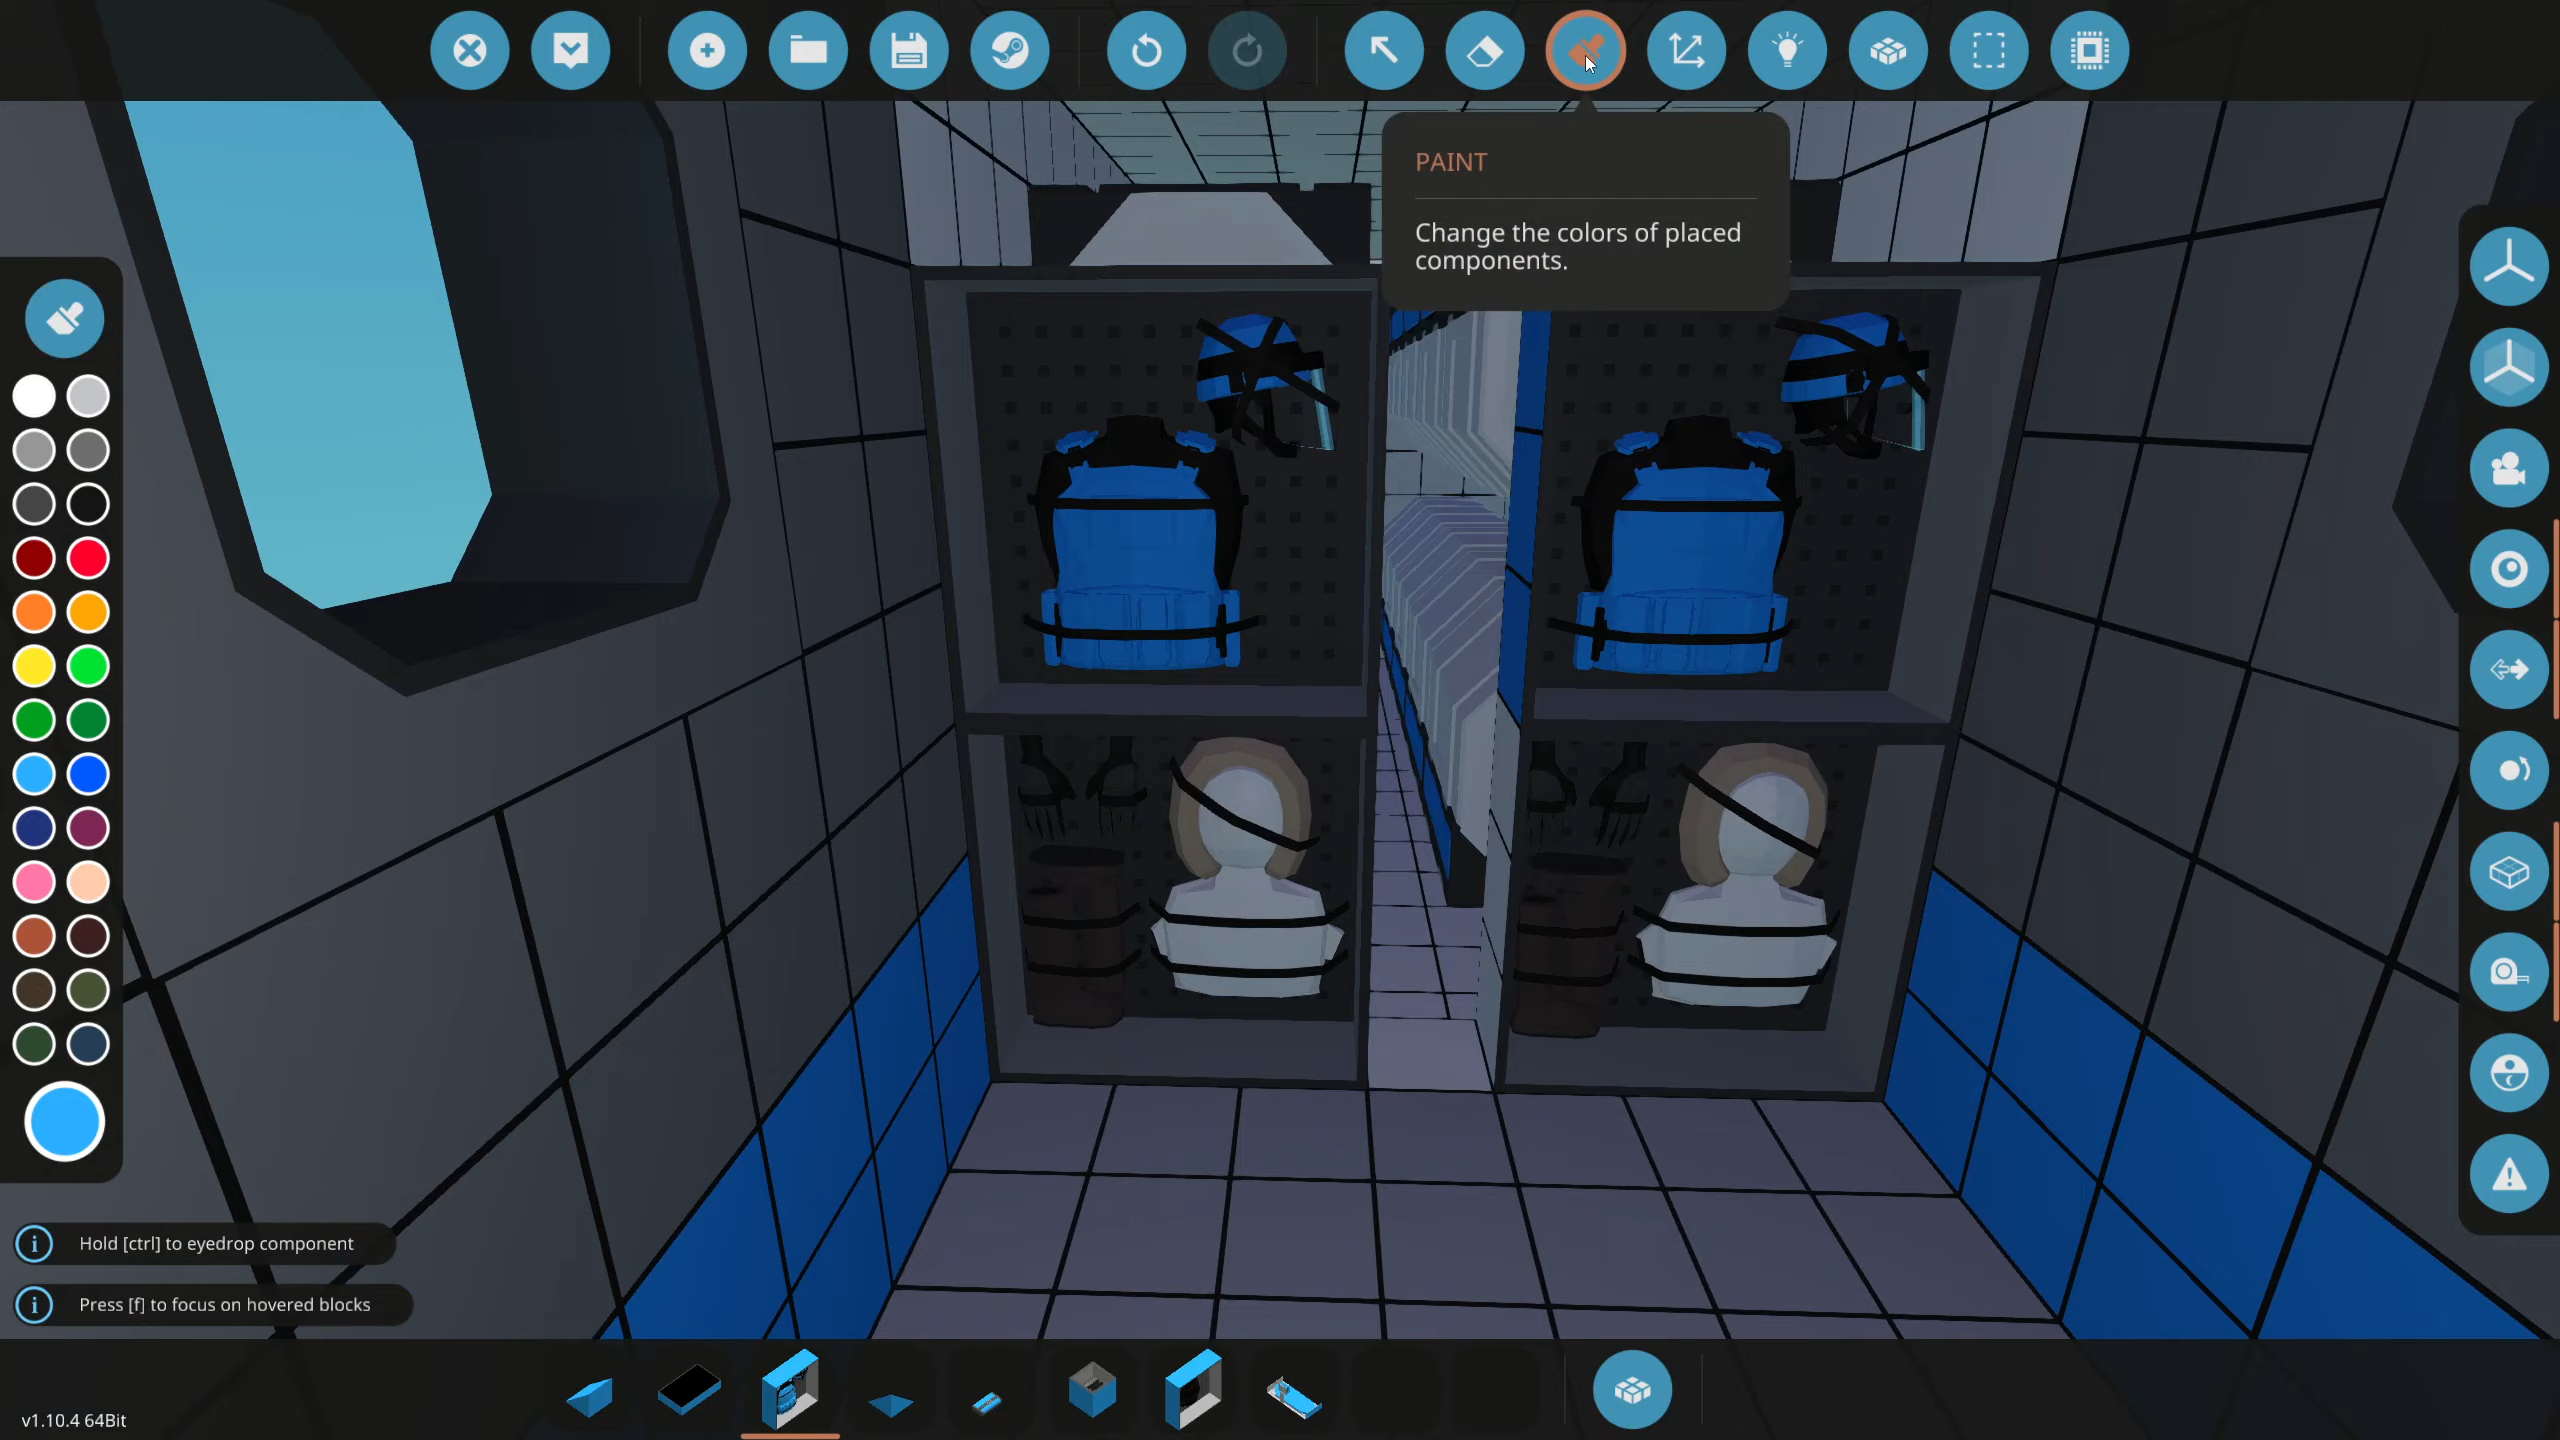 PAINT
Change the colors of placed
components.
Hold [ctrl] to eyedrop component
Press [f] to focus on hovered blocks
v1.10.4 64Bit